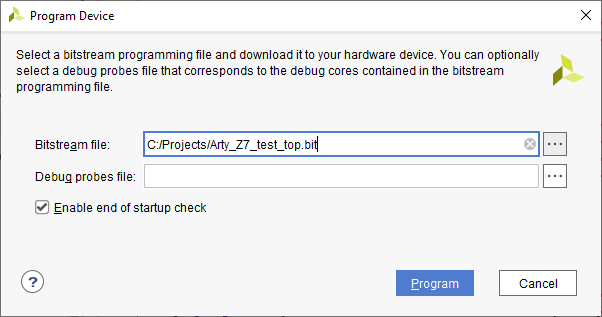 Program Device
Select a bitstream programming file and download it to your hardware device. You can optionally
select a debug probes file that corresponds to the debug cores contained in the bitstream
programming file.
Bitstream file: C:/Projects/Arty_Z7_test_top.bit
Debug probes file:
Enable end of startup check
? Program Cancel